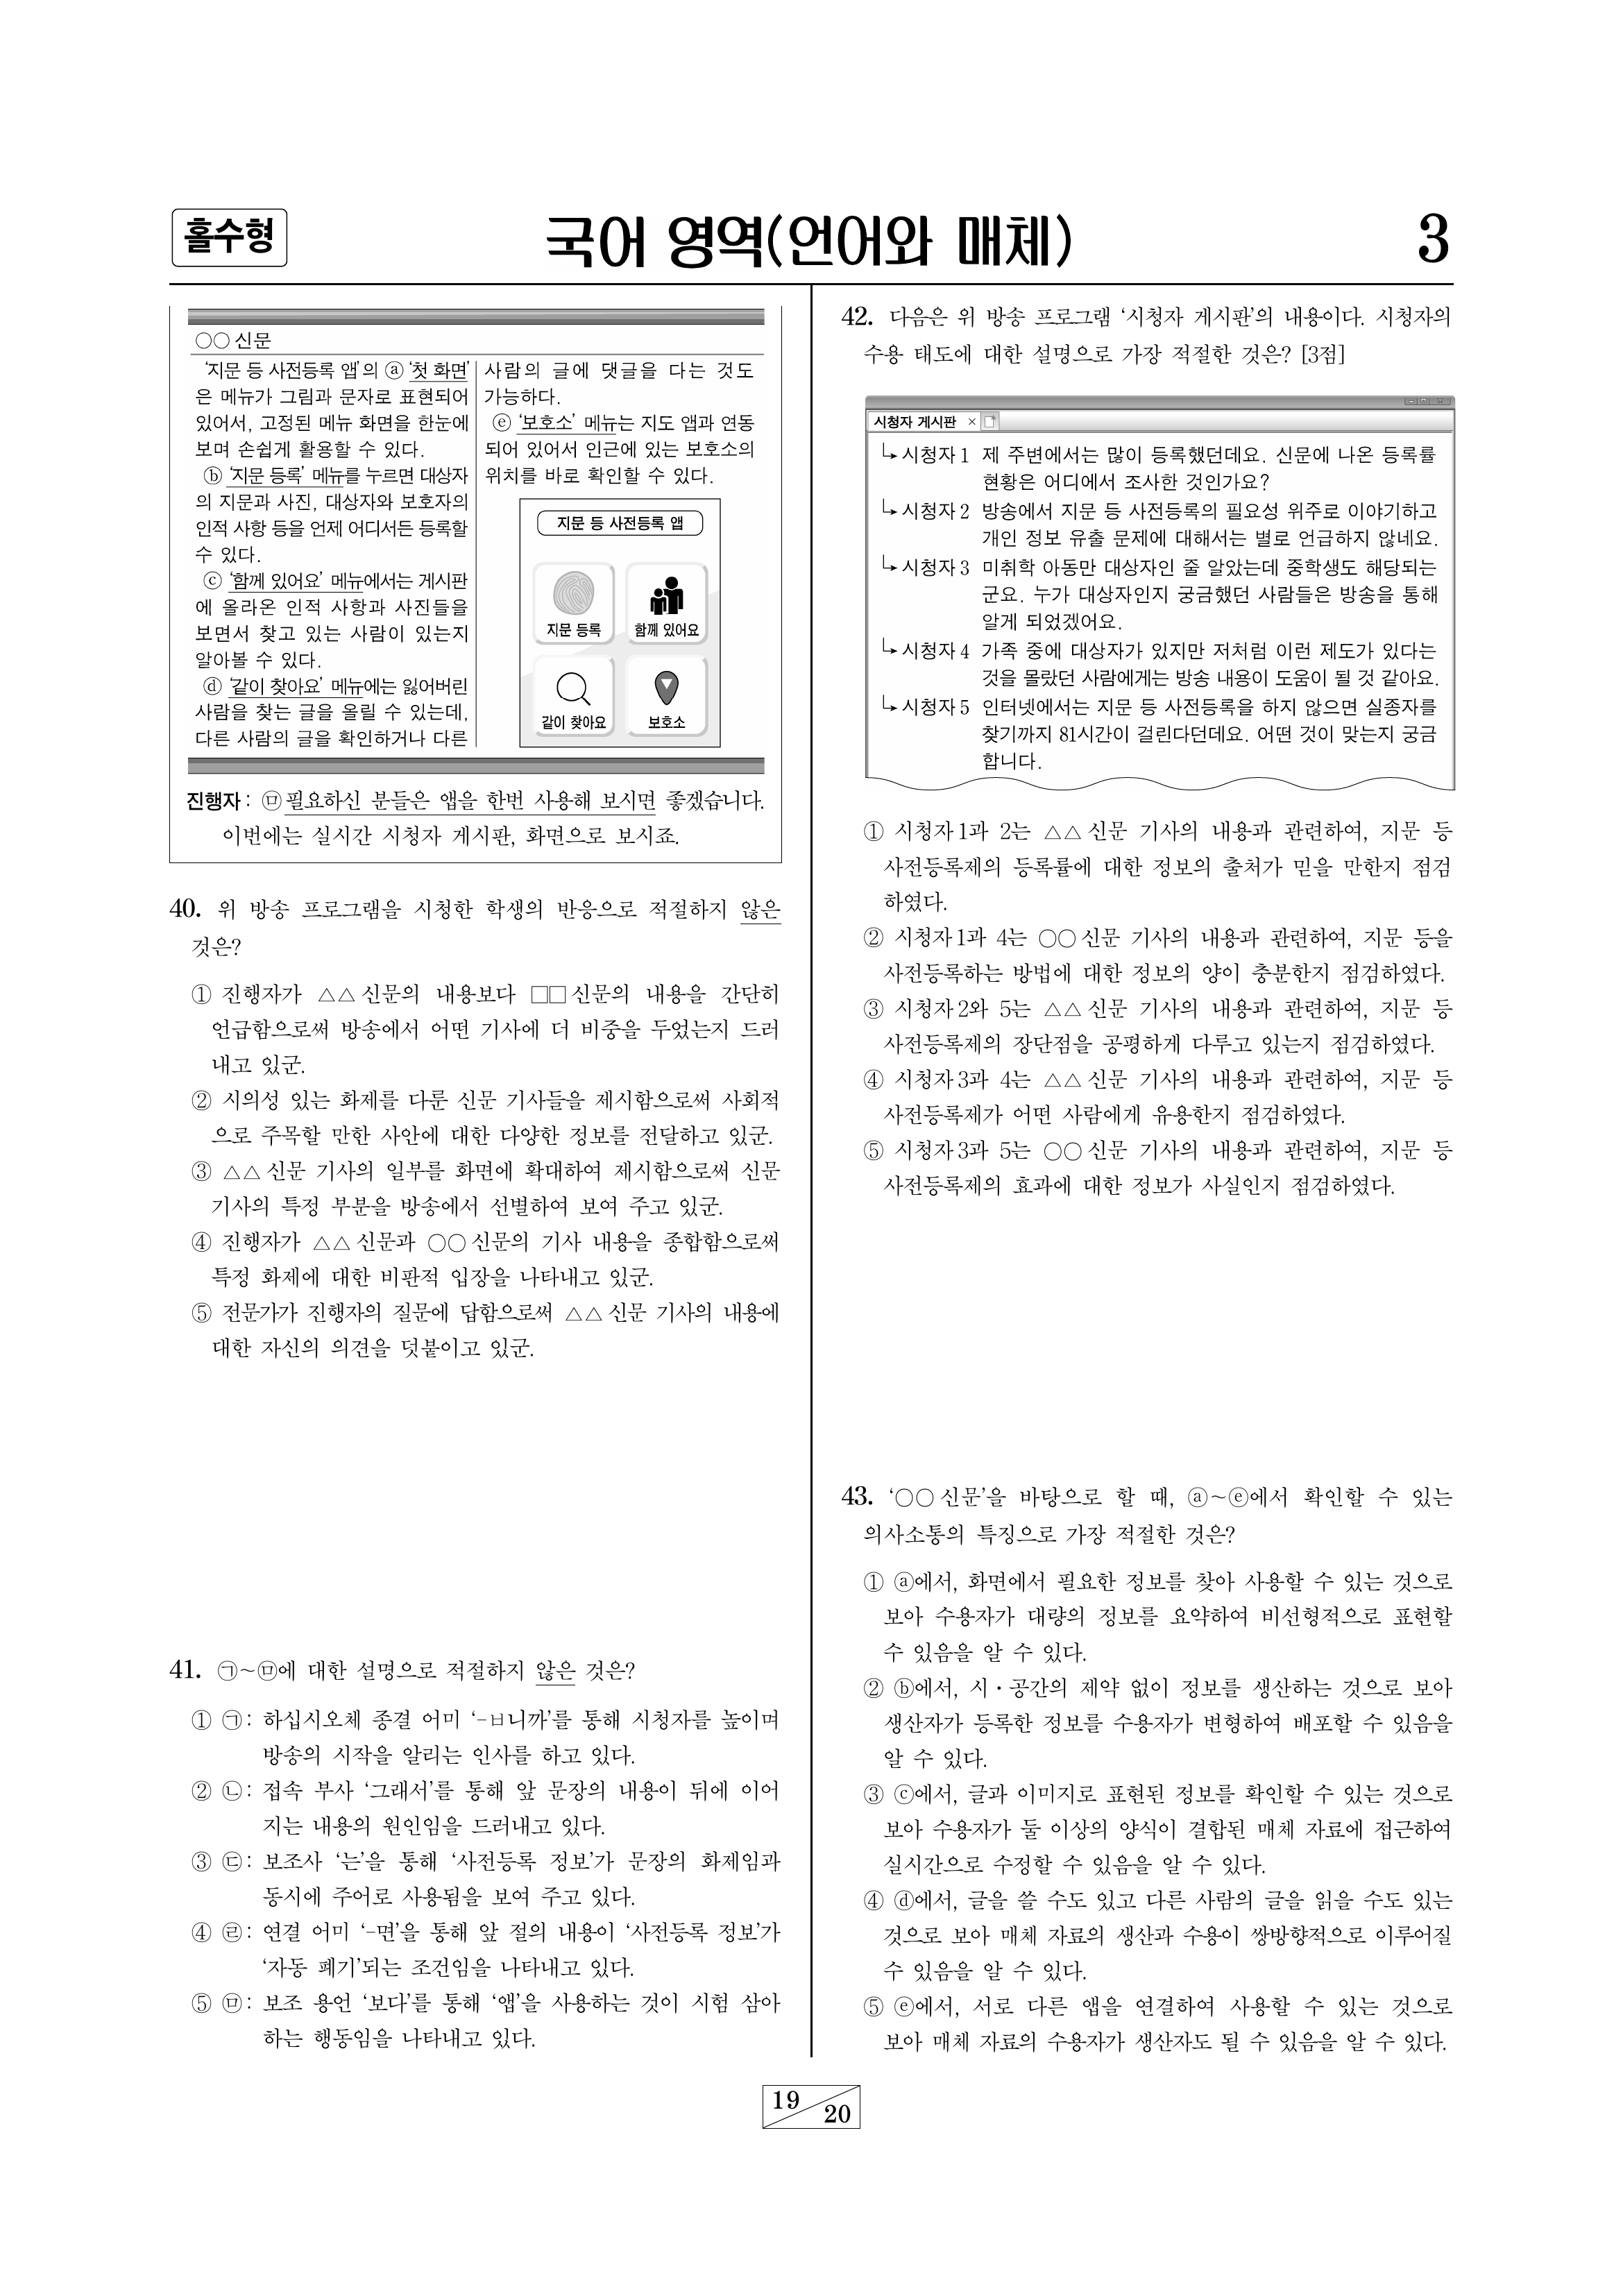 홀수형
국어 영역(언어와 매체)
3
○○ 신문
‘지문 등 사전등록 앱’의 ⓐ ‘첫 화면’
은 메뉴가 그림과 문자로 표현되어
있어서, 고정된 메뉴 화면을 한눈에
보며 손쉽게 활용할 수 있다.
ⓑ ‘지문 등록’ 메뉴를 누르면 대상자
의 지문과 사진, 대상자와 보호자의
인적 사항 등을 언제 어디서든 등록할
수 있다.
ⓒ ‘함께 있어요’ 메뉴에서는 게시판
에 올라온 인적 사항과 사진들을
보면서 찾고 있는 사람이 있는지
알아볼 수 있다.
ⓓ ‘같이 찾아요’ 메뉴에는 잃어버린
사람을 찾는 글을 올릴 수 있는데,
다른 사람의 글을 확인하거나 다른
사람의 글에 댓글을 다는 것도
가능하다.
ⓔ ‘보호소’ 메뉴는 지도 앱과 연동
되어 있어서 인근에 있는 보호소의
위치를 바로 확인할 수 있다.
지문 등 사전등록 앱
지문 등록
함께 있어요
같이 찾아요
보호소
진행자 : ㉤ 필요하신 분들은 앱을 한번 사용해 보시면 좋겠습니다.
이번에는 실시간 시청자 게시판, 화면으로 보시죠.
40. 위 방송 프로그램을 시청한 학생의 반응으로 적절하지 않은
것은?
① 진행자가 △△ 신문의 내용보다 □□ 신문의 내용을 간단히
언급함으로써 방송에서 어떤 기사에 더 비중을 두었는지 드러
내고 있군.
② 시의성 있는 화제를 다룬 신문 기사들을 제시함으로써 사회적
으로 주목할 만한 사안에 대한 다양한 정보를 전달하고 있군.
③ △△ 신문 기사의 일부를 화면에 확대하여 제시함으로써 신문
기사의 특정 부분을 방송에서 선별하여 보여 주고 있군.
④ 진행자가 △△ 신문과 ○○ 신문의 기사 내용을 종합함으로써
특정 화제에 대한 비판적 입장을 나타내고 있군.
⑤ 전문가가 진행자의 질문에 답함으로써 △△ 신문 기사의 내용에
대한 자신의 의견을 덧붙이고 있군.
41. ㉠~㉤에 대한 설명으로 적절하지 않은 것은?
① ㉠ : 하십시오체 종결 어미 ‘-ㅂ니까’를 통해 시청자를 높이며
방송의 시작을 알리는 인사를 하고 있다.
② ㉡ : 접속 부사 ‘그래서’를 통해 앞 문장의 내용이 뒤에 이어
지는 내용의 원인임을 드러내고 있다.
③ ㉢ : 보조사 ‘는’을 통해 ‘사전등록 정보’가 문장의 화제임과
동시에 주어로 사용됨을 보여 주고 있다.
④ ㉣ : 연결 어미 ‘-면’을 통해 앞 절의 내용이 ‘사전등록 정보’가
‘자동 폐기’되는 조건임을 나타내고 있다.
⑤ ㉤ : 보조 용언 ‘보다’를 통해 ‘앱’을 사용하는 것이 시험 삼아
하는 행동임을 나타내고 있다.
42. 다음은 위 방송 프로그램 ‘시청자 게시판’의 내용이다. 시청자의
수용 태도에 대한 설명으로 가장 적절한 것은? [3점]
시청자 게시판
시청자 1 제 주변에서는 많이 등록했던데요. 신문에 나온 등록률
현황은 어디에서 조사한 것인가요?
시청자 2 방송에서 지문 등 사전등록의 필요성 위주로 이야기하고
개인 정보 유출 문제에 대해서는 별로 언급하지 않네요.
시청자 3 미취학 아동만 대상자인 줄 알았는데 중학생도 해당되는
군요. 누가 대상자인지 궁금했던 사람들은 방송을 통해
알게 되었겠어요.
시청자 4 가족 중에 대상자가 있지만 저처럼 이런 제도가 있다는
것을 몰랐던 사람에게는 방송 내용이 도움이 될 것 같아요.
시청자 5 인터넷에서는 지문 등 사전등록을 하지 않으면 실종자를
찾기까지 81시간이 걸린다던데요. 어떤 것이 맞는지 궁금
합니다.
① 시청자 1과 2는 △△ 신문 기사의 내용과 관련하여, 지문 등
사전등록제의 등록률에 대한 정보의 출처가 믿을 만한지 점검
하였다.
② 시청자 1과 4는 ○○ 신문 기사의 내용과 관련하여, 지문 등을
사전등록하는 방법에 대한 정보의 양이 충분한지 점검하였다.
③ 시청자 2와 5는 △△ 신문 기사의 내용과 관련하여, 지문 등
사전등록제의 장단점을 공평하게 다루고 있는지 점검하였다.
④ 시청자 3과 4는 △△ 신문 기사의 내용과 관련하여, 지문 등
사전등록제가 어떤 사람에게 유용한지 점검하였다.
⑤ 시청자 3과 5는 ○○ 신문 기사의 내용과 관련하여, 지문 등
사전등록제의 효과에 대한 정보가 사실인지 점검하였다.
43. ‘○○ 신문’을 바탕으로 할 때, ⓐ~ⓔ에서 확인할 수 있는
의사소통의 특징으로 가장 적절한 것은?
① ⓐ에서, 화면에서 필요한 정보를 찾아 사용할 수 있는 것으로
보아 수용자가 대량의 정보를 요약하여 비선형적으로 표현할
수 있음을 알 수 있다.
② ⓑ에서, 시·공간의 제약 없이 정보를 생산하는 것으로 보아
생산자가 등록한 정보를 수용자가 변형하여 배포할 수 있음을
알 수 있다.
③ ⓒ에서, 글과 이미지로 표현된 정보를 확인할 수 있는 것으로
보아 수용자가 둘 이상의 양식이 결합된 매체 자료에 접근하여
실시간으로 수정할 수 있음을 알 수 있다.
④ ⓓ에서, 글을 쓸 수도 있고 다른 사람의 글을 읽을 수도 있는
것으로 보아 매체 자료의 생산과 수용이 쌍방향적으로 이루어질
수 있음을 알 수 있다.
⑤ ⓔ에서, 서로 다른 앱을 연결하여 사용할 수 있는 것으로
보아 매체 자료의 수용자가 생산자도 될 수 있음을 알 수 있다.
19
20